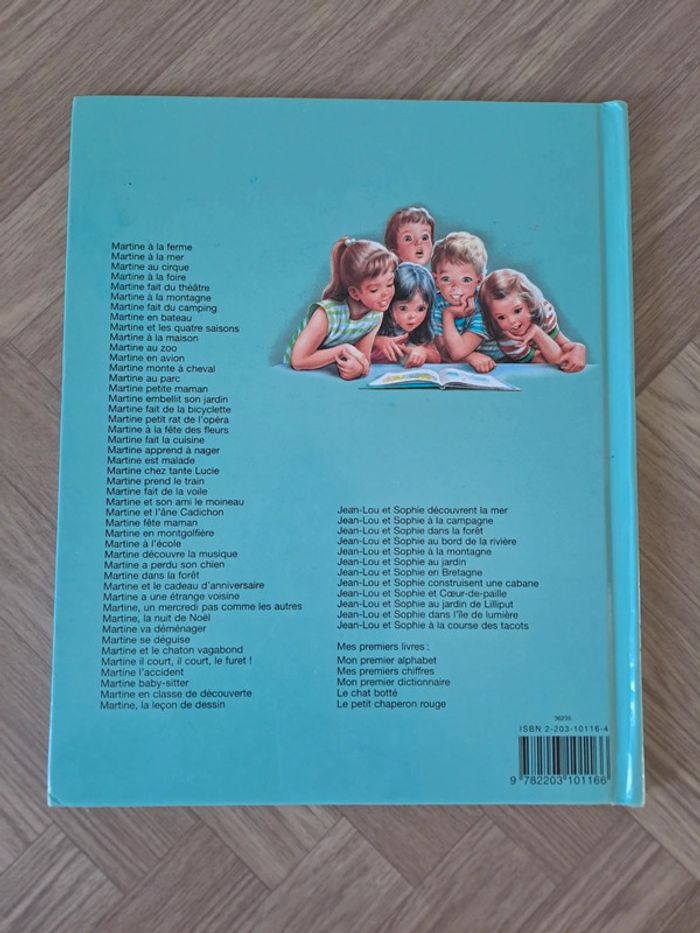 Martine à la ferme
Martine à la mer
Martine au cirque
Martine à la foire
Martine fait du théâtre
Martine à la montagne
Martine fait du camping
Martine en bateau
Martine et les quatre saisons
Martine à la maison
Martine au zoo
Martine en avion
Martine monte à cheval
Martine au parc
Martine petite maman
Martine embellit son jardin
Martine fait de la bicyclette
Martine petit rat de l'opéra
Martine à la fête des fleurs
Martine fait la cuisine
Martine apprend à nager
Martine est malade
Martine chez tante Lucie
Martine prend le train
Martine fait de la voile
Martine et son ami le moineau
Martine et l'âne Cadichon
Martine fête maman
Martine en montgolfière
Martine à l'école
Martine découvre la musique
Martine a perdu son chien
Martine dans la forêt
Martine et le cadeau d'anniversaire
Martine a une étrange voisine
Martine, un mercredi pas comme les autres
Martine, la nuit de Noël
Martine va déménager
Martine se déguise
Martine et le chaton vagabond
Martine il court, il court, le furet !
Martine l'accident
Martine baby-sitter
Martine en classe de découverte
Martine, la leçon de dessin
Jean-Lou et Sophie découvrent la mer
Jean-Lou et Sophie à la campagne
Jean-Lou et Sophie dans la forêt
Jean-Lou et Sophie au bord de la rivière
Jean-Lou et Sophie à la montagne
Jean-Lou et Sophie au jardin
Jean-Lou et Sophie en Bretagne
Jean-Lou et Sophie construisent une cabane
Jean-Lou et Sophie et Cœur-de-paille
Jean-Lou et Sophie au jardin de Lilliput
Jean-Lou et Sophie dans l'île de lumière
Jean-Lou et Sophie à la course des tacots
Mes premiers livres :
Mon premier alphabet
Mes premiers chiffres
Mon premier dictionnaire
Le chat botté
Le petit chaperon rouge
36239
ISBN 2-203-10116-4
9 782203 101166